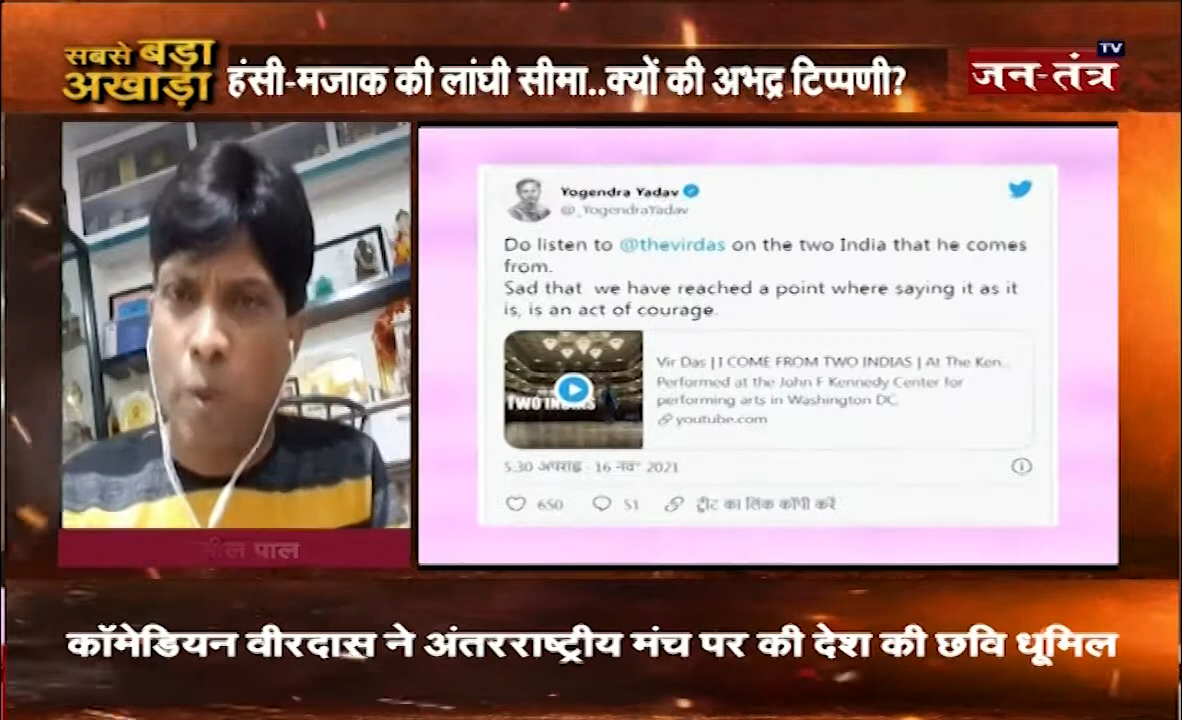 सबसे बड़ा
अखाड़ा
हंसी-मजाक की लांघी सीमा..क्यों की अभद्र टिप्पणी?
जन-तंत्र
TV
Yogendra Yadav
@_YogendraYadav
Do listen to @thevirdas on the two India that he comes
from.
Sad that we have reached a point where saying it as it
is, is an act of courage.
TWO INDIAS
Vir Das | I COME FROM TWO INDIAS | At The Ken...
Performed at the John F Kennedy Center for
performing arts in Washington DC.
youtube.com
5.30 अपराह्न · 16 नव॰ 2021
650
51
ट्वीट का लिंक कॉपी करें
पाल
कॉमेडियन वीरदास ने अंतरराष्ट्रीय मंच पर की देश की छवि धूमिल